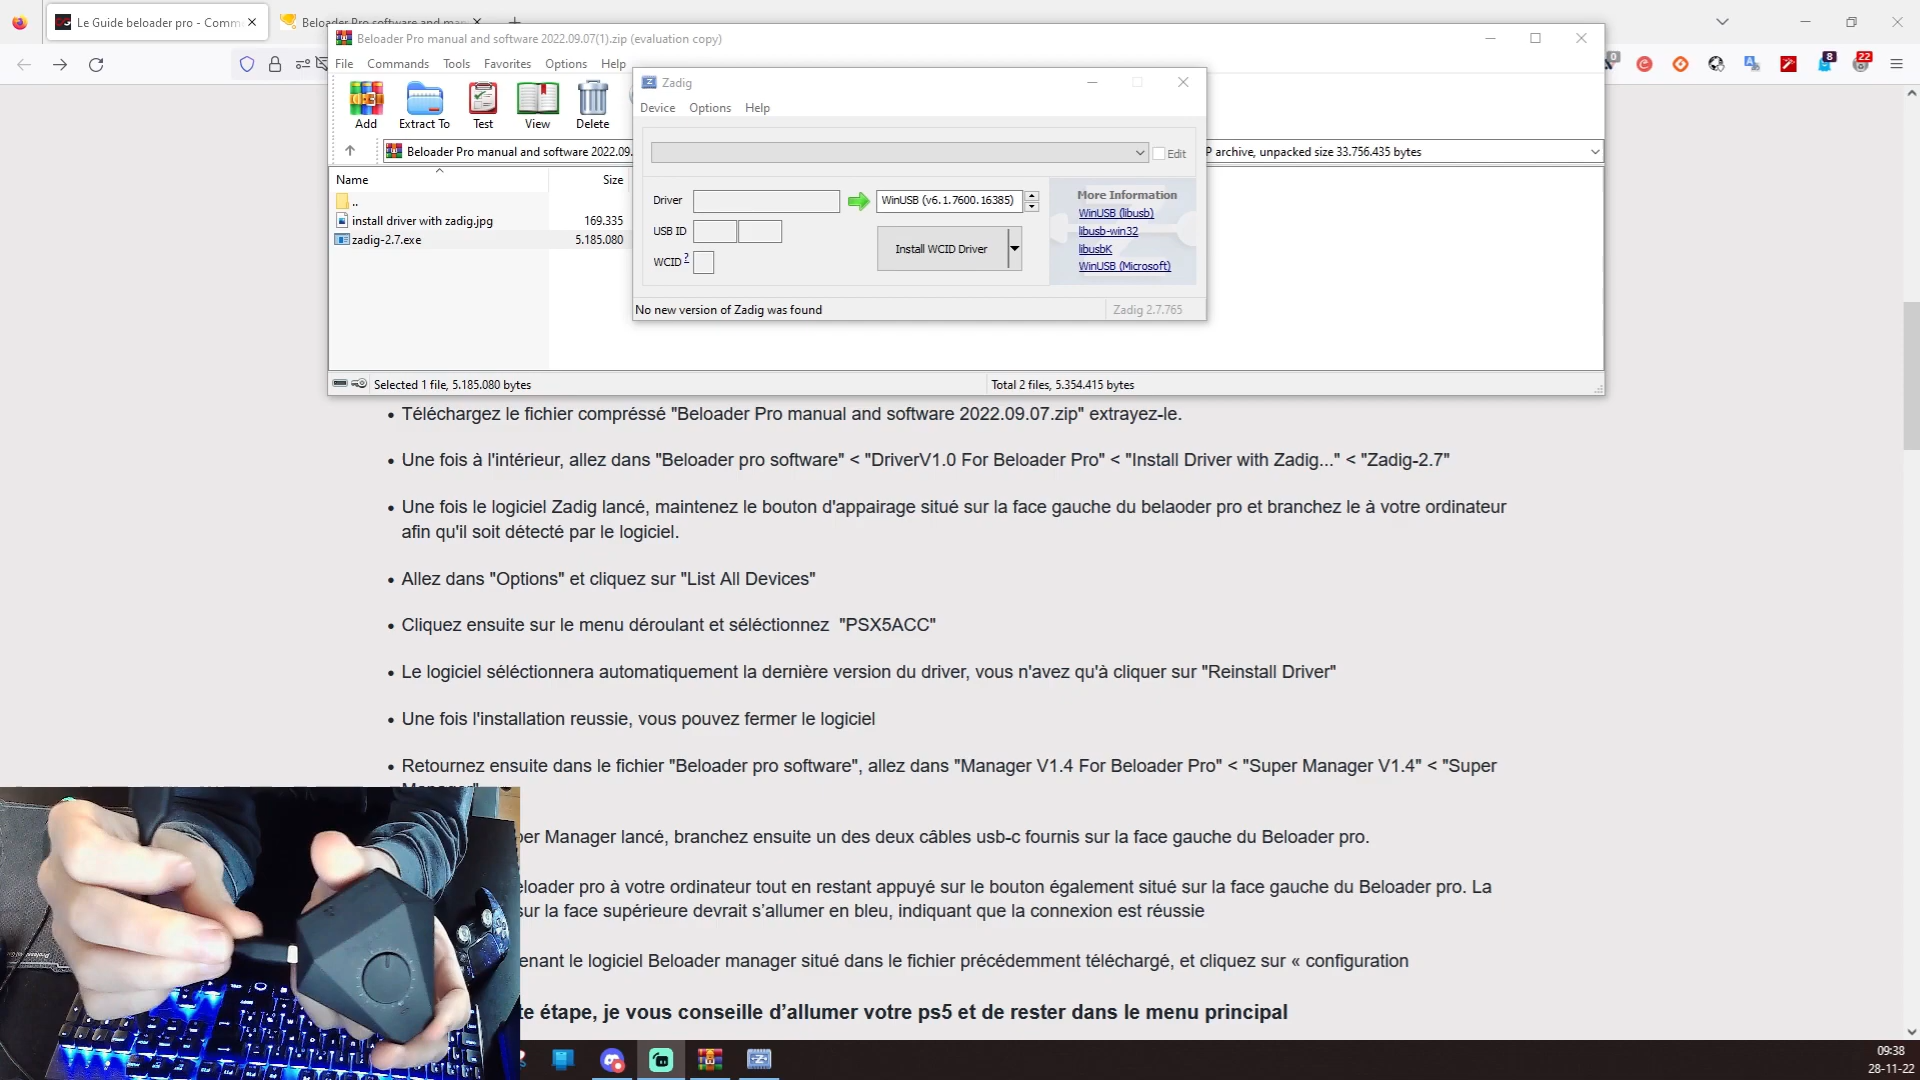 Le Guide beloader pro - Comm
Beloader Pro software and ma
Beloader Pro manual and software 2022.09.07(1).zip (evaluation copy)
File Commands Tools Favorites Options Help
0
8
22
Add Extract To Test View Delete
Beloader Pro manual and software 2022.09.
P archive, unpacked size 33.756.435 bytes
Name Size
..
install driver with zadig.jpg 169.335
zadig-2.7.exe 5.185.080
Zadig
Device Options Help
Edit
Driver
WinUSB (v6.1.7600.16385)
USB ID
WCID ?
Install WCID Driver
More Information
WinUSB (libusb)
libusb-win32
libusbK
WinUSB (Microsoft)
No new version of Zadig was found
Zadig 2.7.765
Selected 1 file, 5.185.080 bytes
Total 2 files, 5.354.415 bytes
• Téléchargez le fichier compréssé "Beloader Pro manual and software 2022.09.07.zip" extrayez-le.
• Une fois à l'intérieur, allez dans "Beloader pro software" < "DriverV1.0 For Beloader Pro" < "Install Driver with Zadig..." < "Zadig-2.7"
• Une fois le logiciel Zadig lancé, maintenez le bouton d'appairage situé sur la face gauche du belaoder pro et branchez le à votre ordinateur
afin qu'il soit détecté par le logiciel.
• Allez dans "Options" et cliquez sur "List All Devices"
• Cliquez ensuite sur le menu déroulant et séléctionnez "PSX5ACC"
• Le logiciel séléctionnera automatiquement la dernière version du driver, vous n'avez qu'à cliquer sur "Reinstall Driver"
• Une fois l'installation reussie, vous pouvez fermer le logiciel
• Retournez ensuite dans le fichier "Beloader pro software", allez dans "Manager V1.4 For Beloader Pro" < "Super Manager V1.4" < "Super
per Manager lancé, branchez ensuite un des deux câbles usb-c fournis sur la face gauche du Beloader pro.
eloader pro à votre ordinateur tout en restant appuyé sur le bouton également situé sur la face gauche du Beloader pro. La
sur la face supérieure devrait s’allumer en bleu, indiquant que la connexion est réussie
tenant le logiciel Beloader manager situé dans le fichier précédemment téléchargé, et cliquez sur « configuration
te étape, je vous conseille d’allumer votre ps5 et de rester dans le menu principal
09:38
28-11-22